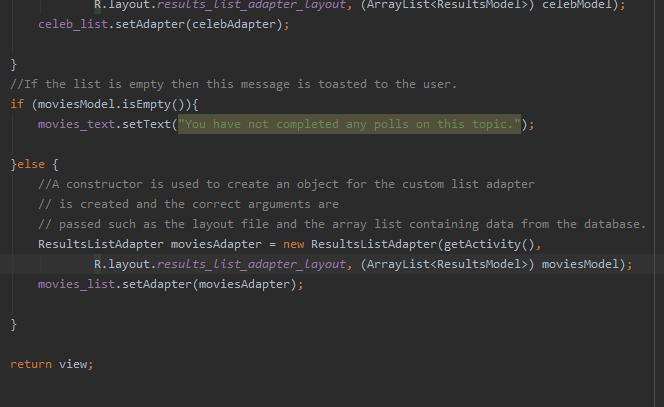 R.layout.results_list_adapter_layout, (ArrayList<ResultsModel>) celebModel);
celeb_list.setAdapter(celebAdapter);
}
//If the list is empty then this message is toasted to the user.
if (moviesModel.isEmpty()){
movies_text.setText("You have not completed any polls on this topic.");
}else {
//A constructor is used to create an object for the custom list adapter
// is created and the correct arguments are
// passed such as the layout file and the array list containing data from the database.
ResultsListAdapter moviesAdapter = new ResultsListAdapter(getActivity(),
R.layout.results_list_adapter_layout, (ArrayList<ResultsModel>) moviesModel);
movies_list.setAdapter(moviesAdapter);
}
return view;